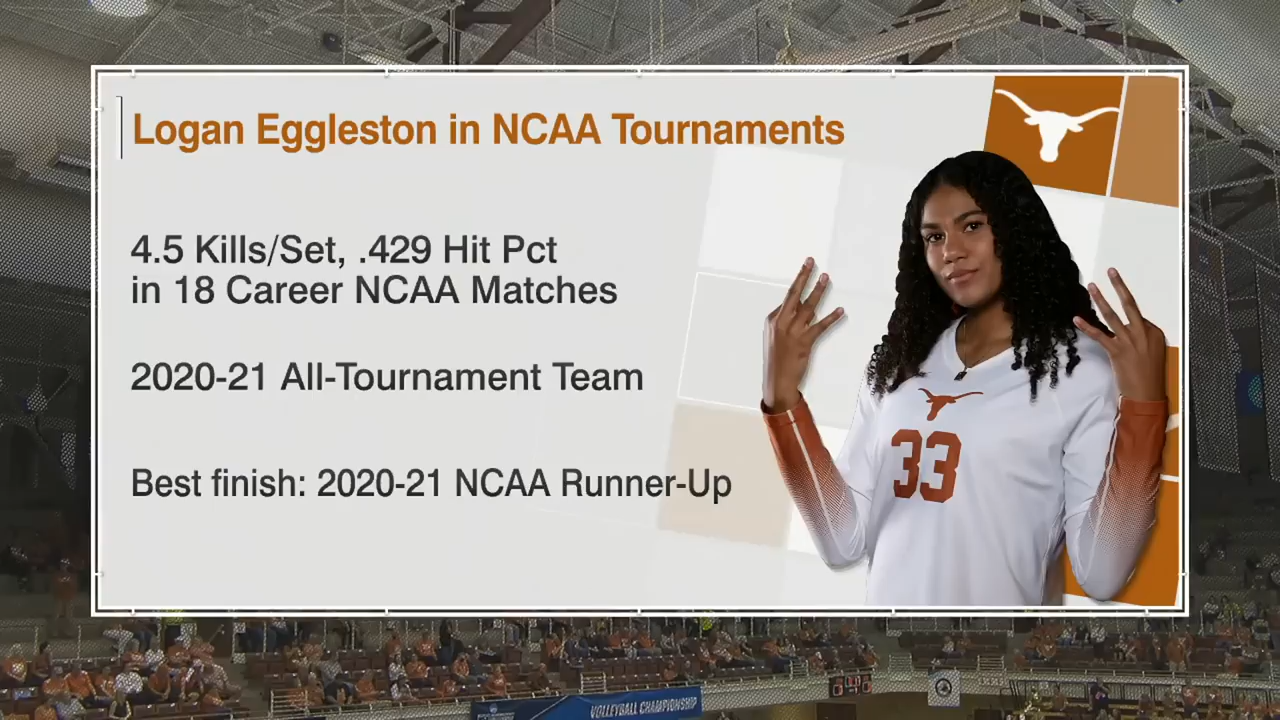 Logan Eggleston in NCAA Tournaments
4.5 Kills/Set, .429 Hit Pct
in 18 Career NCAA Matches
2020-21 All-Tournament Team
Best finish: 2020-21 NCAA Runner-Up
33
VOLLEYBALL CHAMPIONSHIP